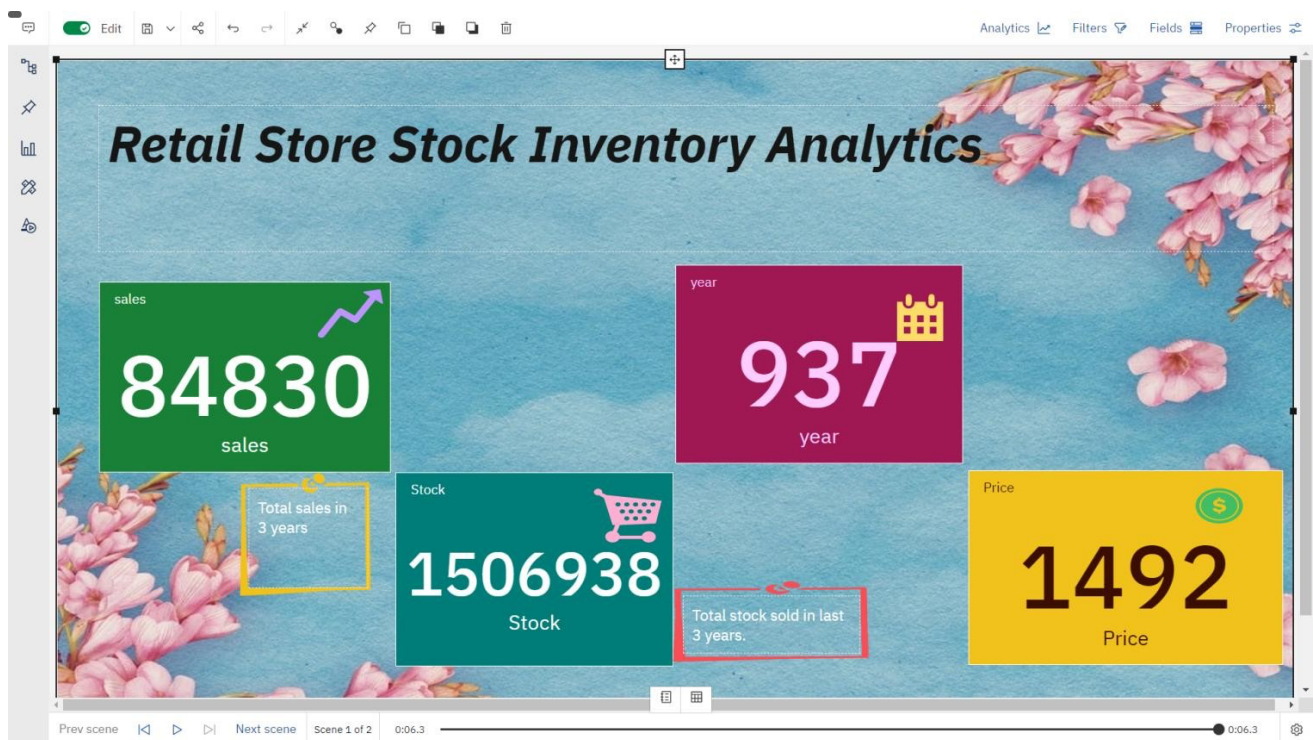 Edit
Analytics
Filters
Fields
Properties
Retail Store Stock Inventory Analytics
sales
84830
sales
year
937
year
Total sales in
3 years
Stock
1506938
Stock
Total stock sold in last
3 years.
Price
$
1492
Price
Prev scene
Next scene
Scene 1 of 2
0:06.3
0:06.3